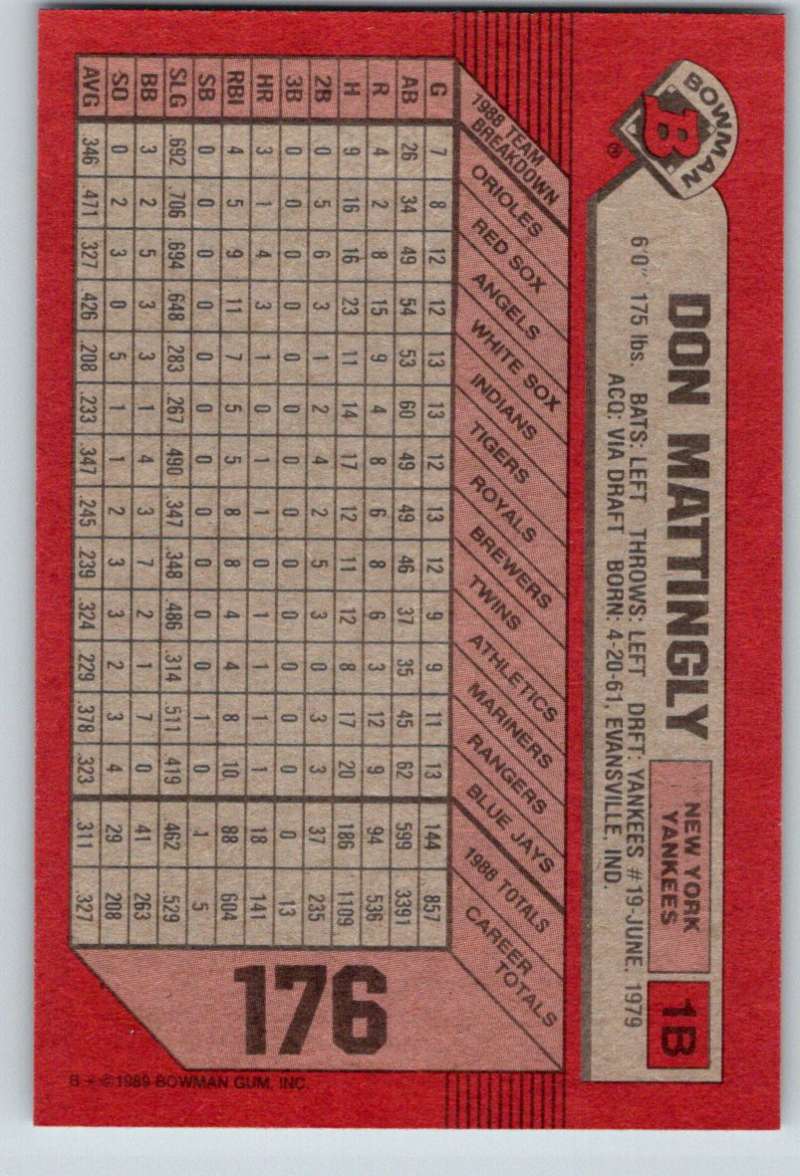 BOWMAN
B
®
DON MATTINGLY
NEW YORK
YANKEES
1B
6'0" 175 lbs. BATS: LEFT THROWS: LEFT DRFT: YANKEES #19-JUNE, 1979
ACQ: VIA DRAFT BORN: 4-20-61, EVANSVILLE, IND.
1988 TEAM
BREAKDOWN
ORIOLES
RED SOX
ANGELS
WHITE SOX
INDIANS
TIGERS
ROYALS
BREWERS
TWINS
ATHLETICS
MARINERS
RANGERS
BLUE JAYS
1988 TOTALS
CAREER
TOTALS
G 7 8 12 12 13 13 12 13 12 9 9 11 13 144 857
AB 26 34 49 54 53 60 49 49 46 37 35 45 62 599 3391
R 4 2 8 15 9 4 8 6 8 6 3 12 9 94 536
H 9 16 16 23 11 14 17 12 11 12 8 17 20 186 1109
2B 0 5 6 3 1 2 4 2 5 3 0 3 3 37 235
3B 0 0 0 0 0 0 0 0 0 0 0 0 0 0 13
HR 3 1 4 3 1 0 1 1 0 1 1 1 1 18 141
RBI 4 5 9 11 7 5 5 8 8 4 4 8 10 88 604
SB 0 0 0 0 0 0 0 0 0 0 0 1 0 1 5
SLG .692 .706 .694 .648 .283 .267 .490 .347 .348 .486 .314 .511 .419 .462 .529
BB 3 2 5 3 3 1 4 3 7 2 1 7 0 41 263
SO 0 2 3 0 5 1 1 2 3 3 2 3 4 29 208
AVG .346 .471 .327 .426 .208 .233 .347 .245 .239 .324 .229 .378 .323 .311 .327
176
B * © 1989 BOWMAN GUM, INC.